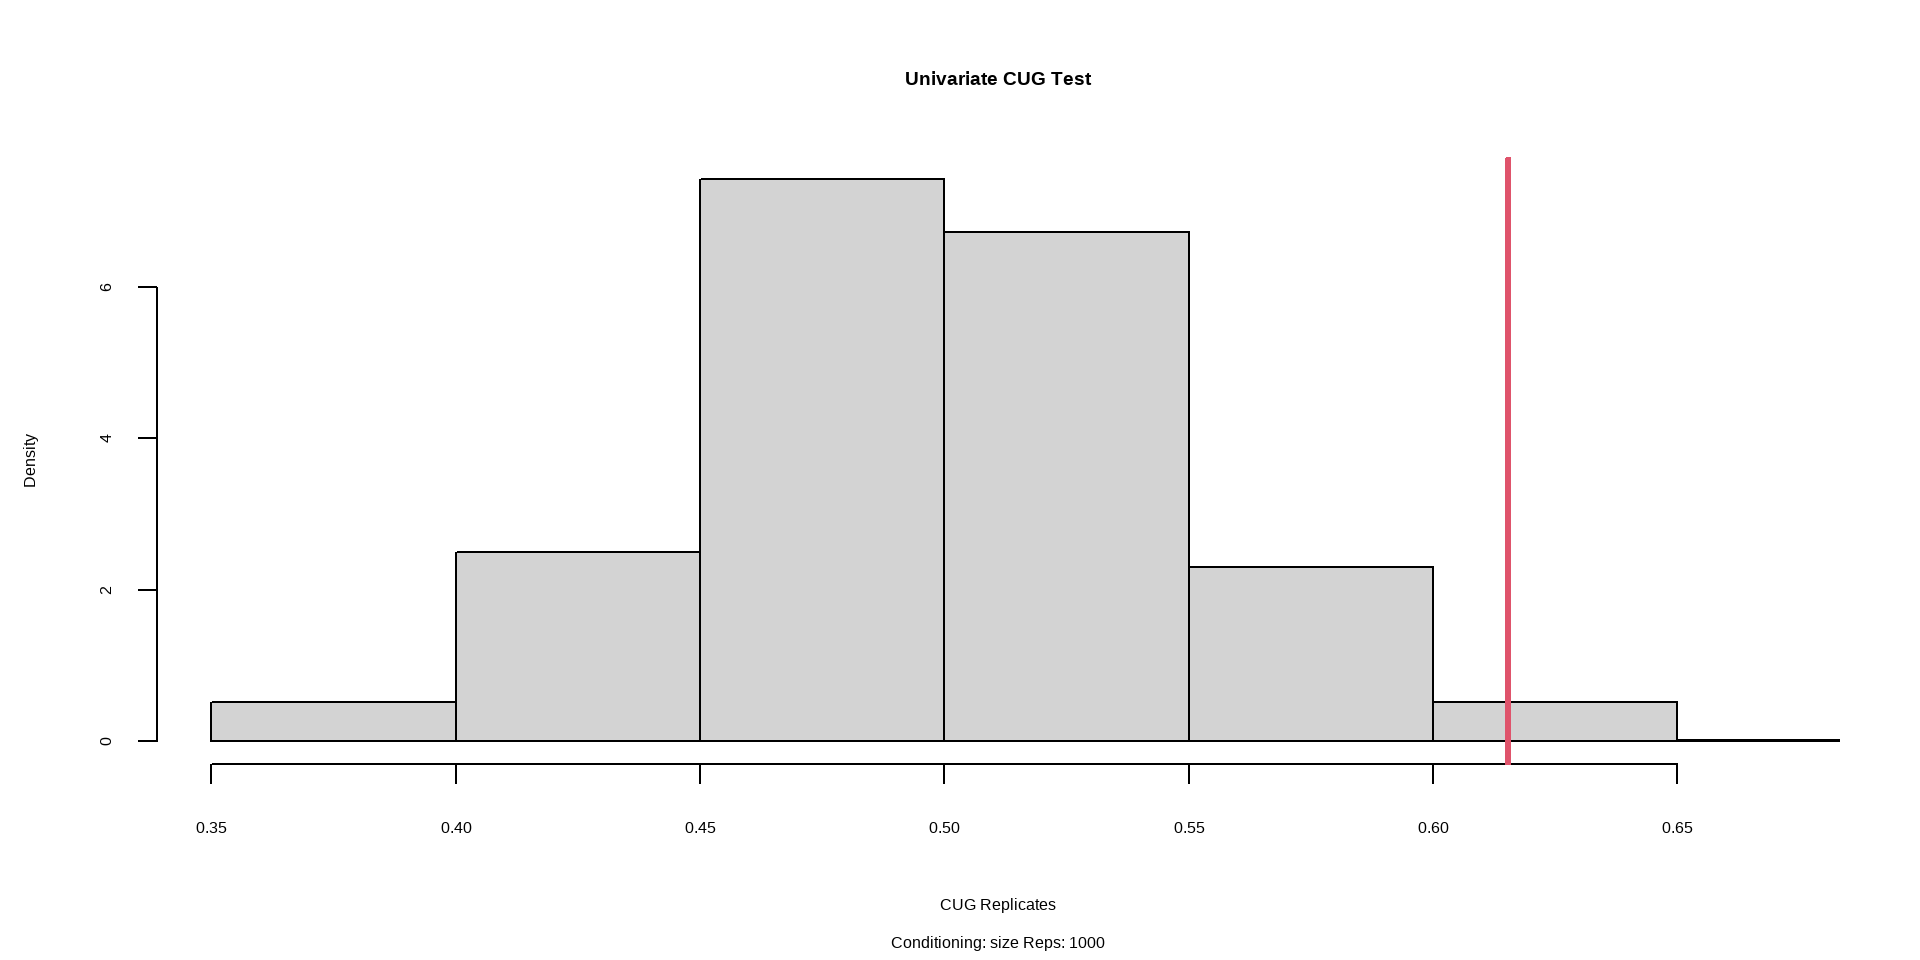 Univariate CUG Test
Density
6
4
2
0
0.35 0.40 0.45 0.50 0.55 0.60 0.65
CUG Replicates
Conditioning: size Reps: 1000